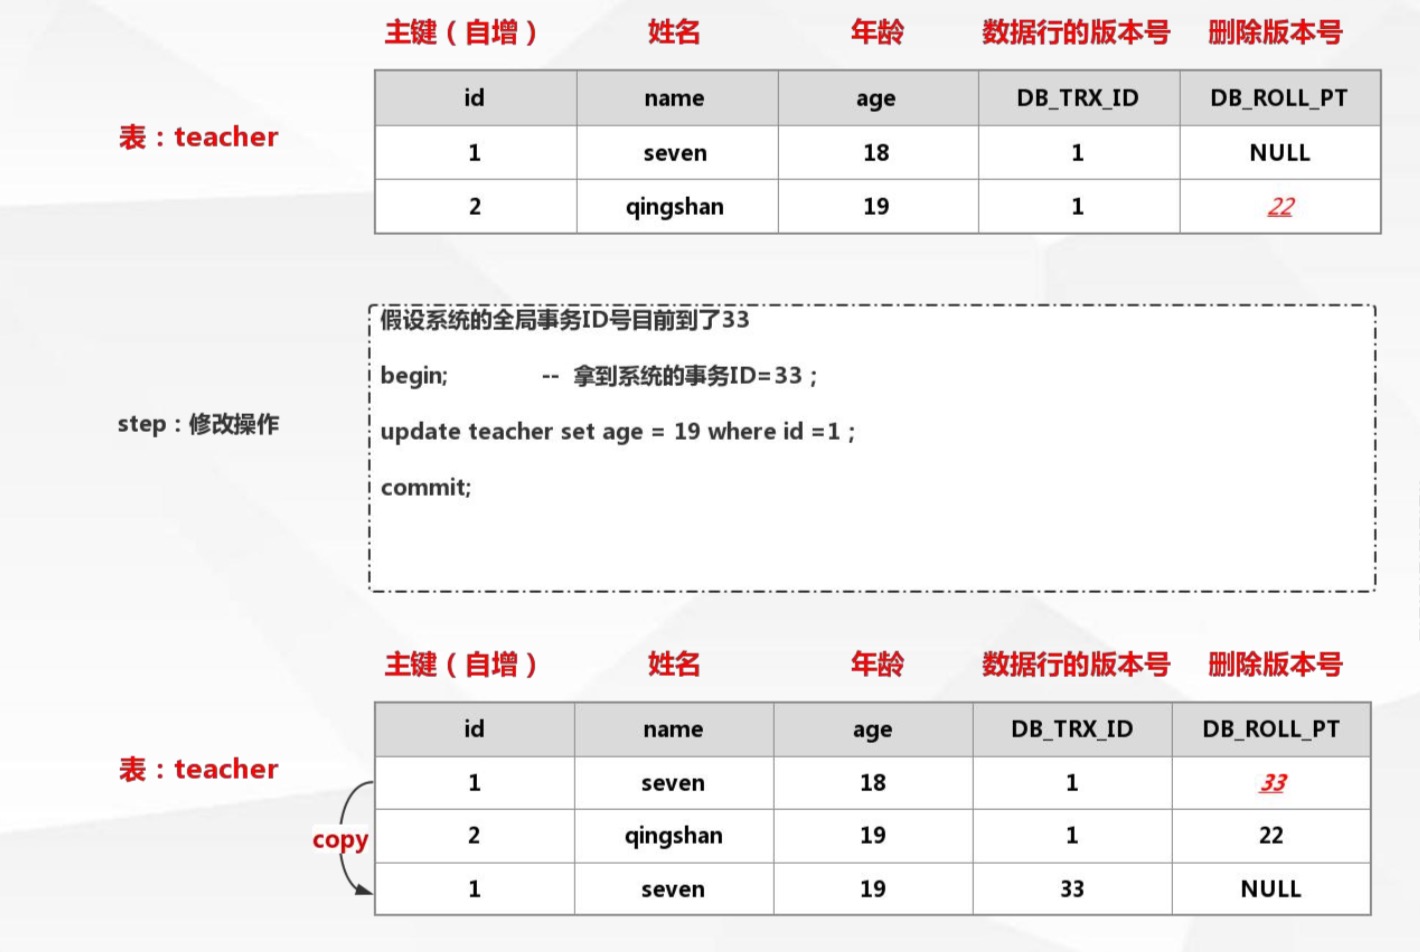 主键（自增） 姓名 年龄 数据行的版本号 删除版本号
id name age DB_TRX_ID DB_ROLL_PT
表：teacher
1 seven 18 1 NULL
2 qingshan 19 1 22
假设系统的全局事务ID号目前到了33
begin; -- 拿到系统的事务ID=33；
step：修改操作
update teacher set age = 19 where id =1；
commit;
主键（自增） 姓名 年龄 数据行的版本号 删除版本号
id name age DB_TRX_ID DB_ROLL_PT
表：teacher
1 seven 18 1 33
copy
2 qingshan 19 1 22
1 seven 19 33 NULL